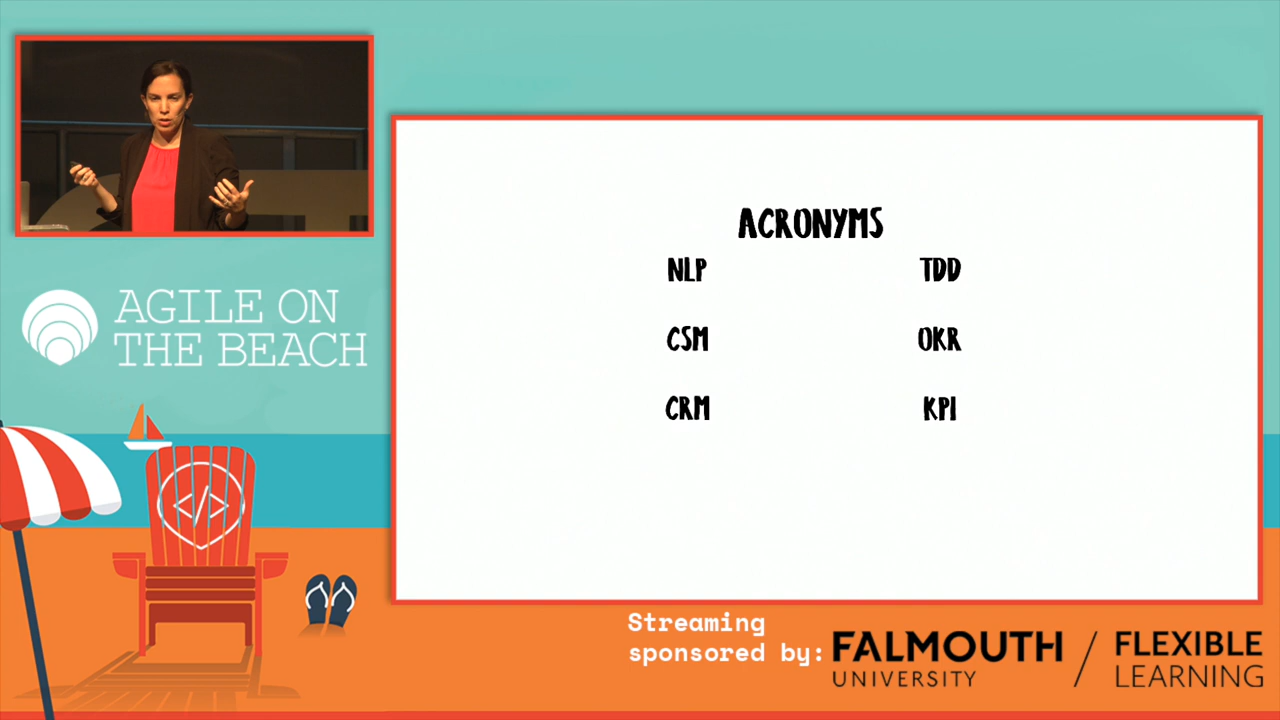 AGILE ON
THE BEACH
ACRONYMS
NLP TDD
CSM OKR
CRM KPI
</>
Streaming
sponsored by:
FALMOUTH
UNIVERSITY
/
FLEXIBLE
LEARNING